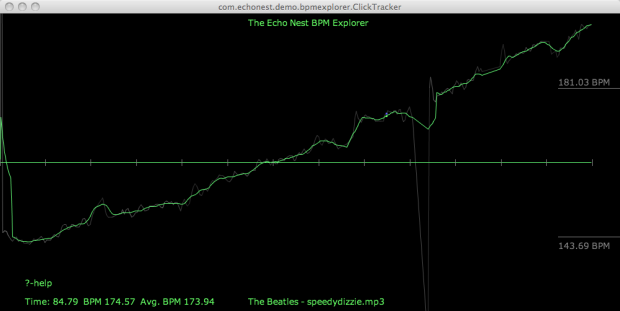 com.echonest.demo.bpmexplorer.ClickTracker
The Echo Nest BPM Explorer
181.03 BPM
143.69 BPM
?-help
Time: 84.79 BPM 174.57 Avg. BPM 173.94
The Beatles - speedydizzie.mp3